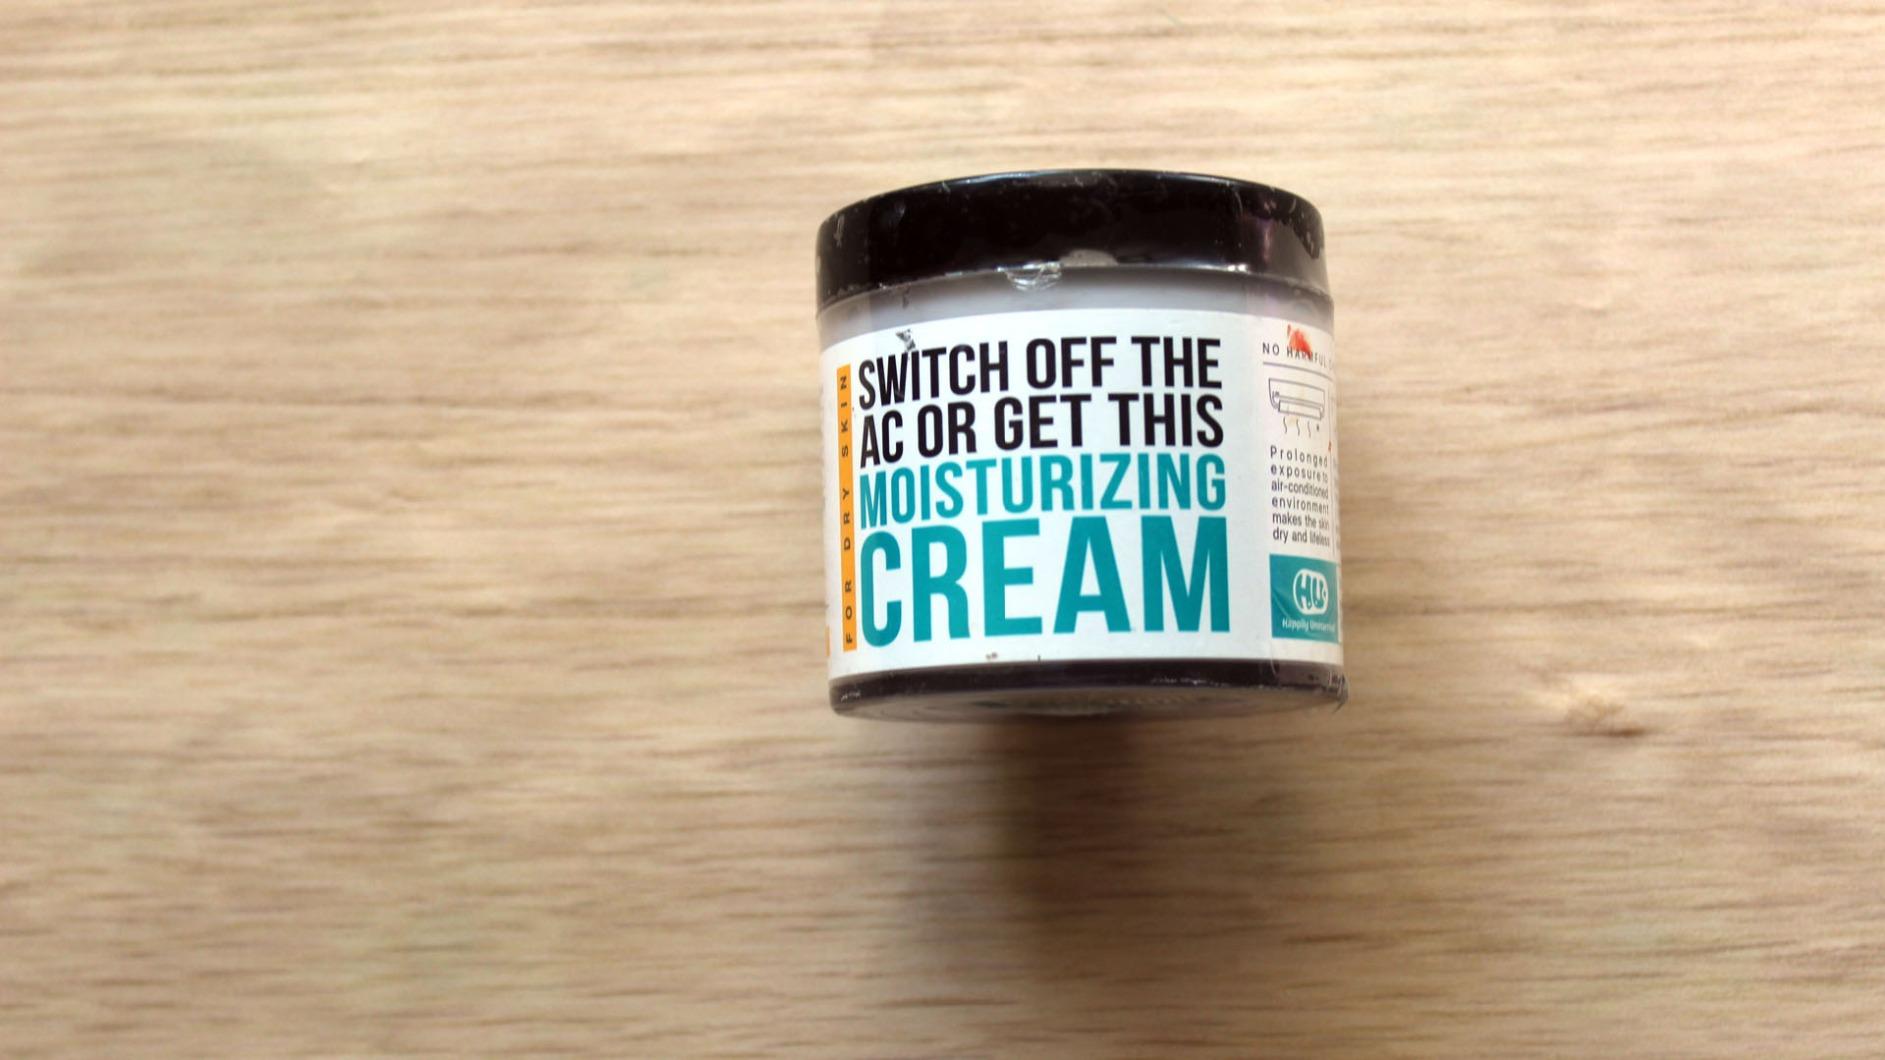 FOR DRY SKIN
SWITCH OFF THE
AC OR GET THIS
MOISTURIZING
CREAM
NO HARMFUL
Prolonged
exposure to
air-conditioned
environment
makes the skin
dry and lifeless
HU
Happily Unmarried